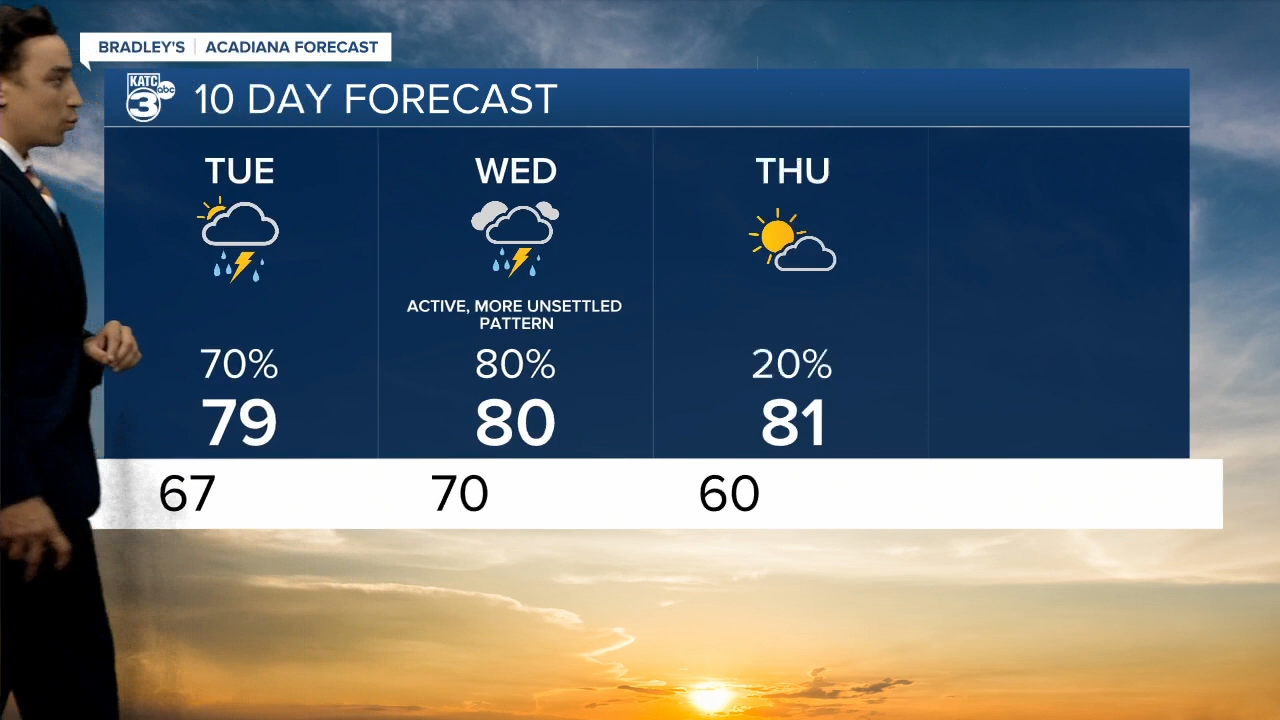 BRADLEY'S | ACADIANA FORECAST
KATC
3
abc
10 DAY FORECAST
TUE
WED
THU
ACTIVE, MORE UNSETTLED
PATTERN
70%
80%
20%
79
80
81
67
70
60